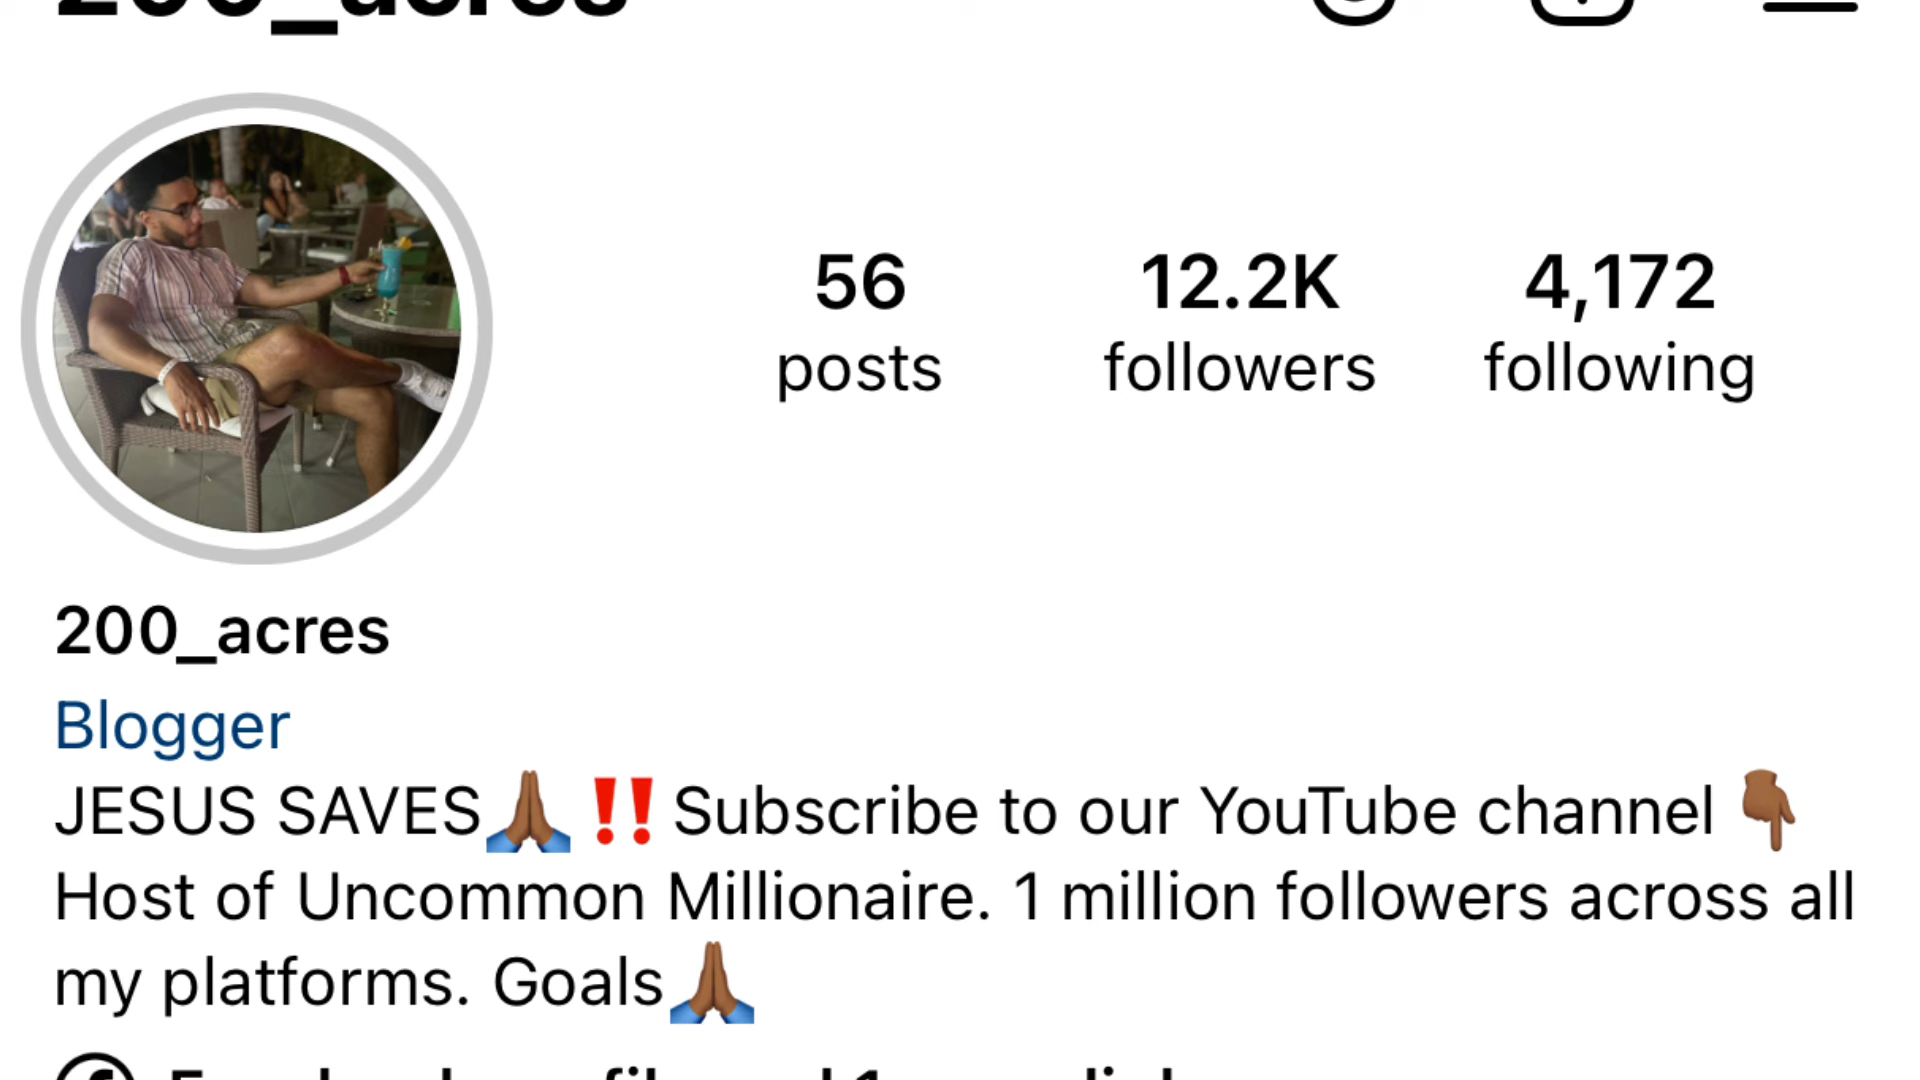 200_acres
56
12.2K
4,172
posts
followers
following
200_acres
Blogger
JESUS SAVES🙏🏾‼️Subscribe to our YouTube channel 👇🏾
Host of Uncommon Millionaire. 1 million followers across all
my platforms. Goals🙏🏾